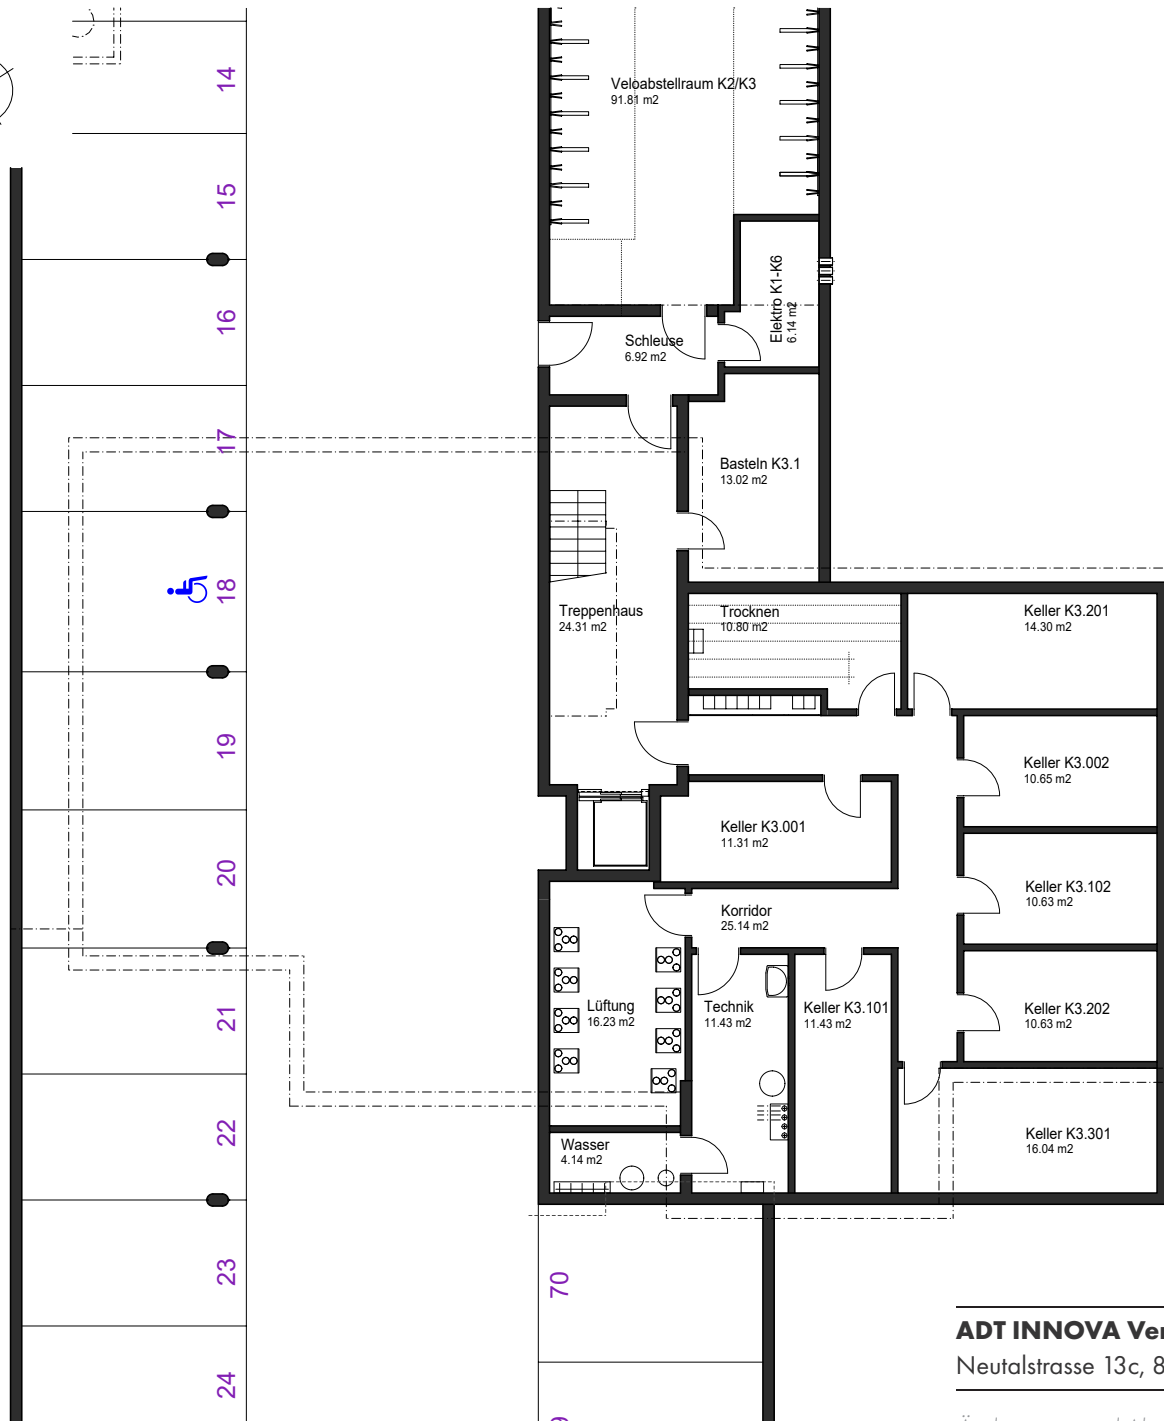 14
15
16
17
18
19
20
21
22
23
24
Veloabstellraum K2/K3
91.81 m2
Elektro K1-K6
6.14 m2
Schleuse
6.92 m2
Basteln K3.1
13.02 m2
Treppenhaus
24.31 m2
Trocknen
10.80 m2
Keller K3.201
14.30 m2
Keller K3.002
10.65 m2
Keller K3.001
11.31 m2
Keller K3.102
10.63 m2
Korridor
25.14 m2
Lüftung
16.23 m2
Technik
11.43 m2
Keller K3.101
11.43 m2
Keller K3.202
10.63 m2
Wasser
4.14 m2
Keller K3.301
16.04 m2
70
ADT INNOVA Ver
Neutalstrasse 13c, 8